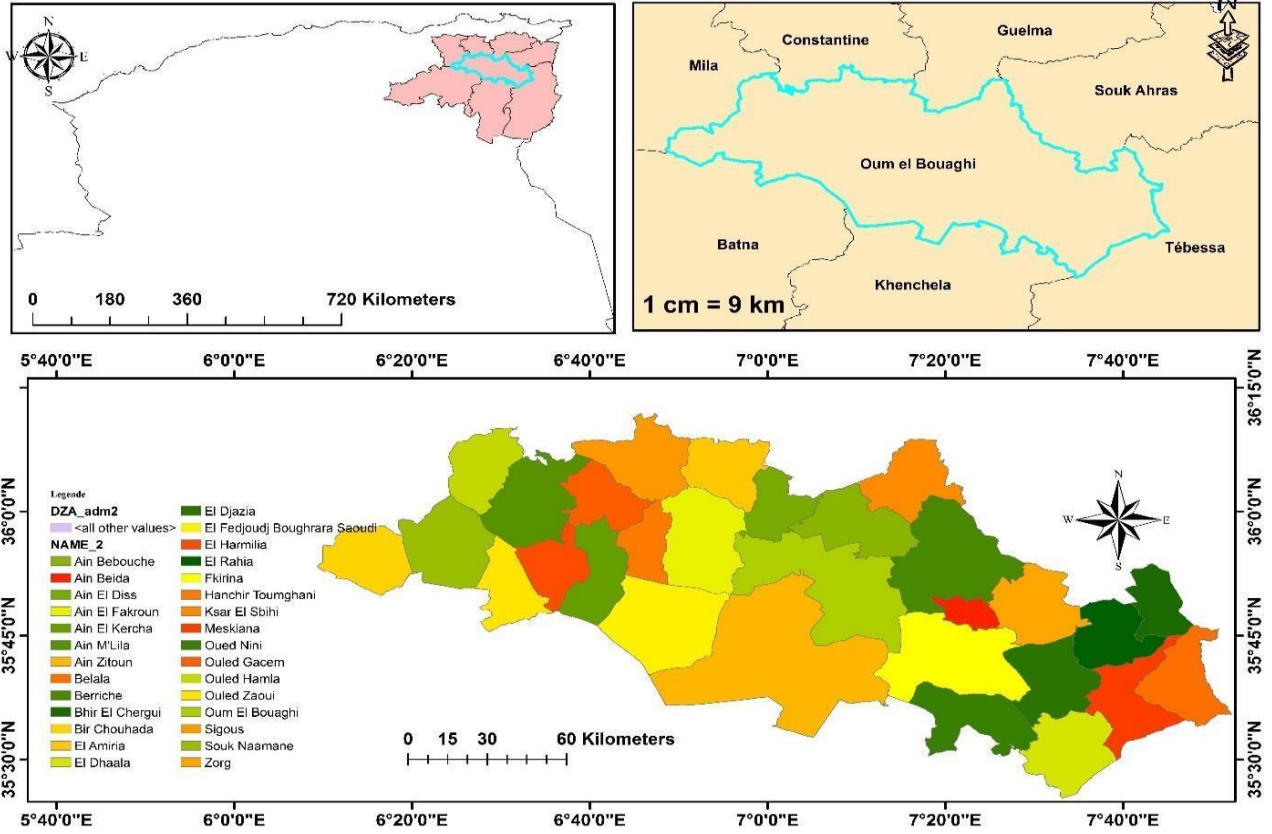 N
W E
S
0 180 360 720 Kilometers
Constantine
Guelma
Mila
Souk Ahras
Oum el Bouaghi
Batna
Tébessa
Khenchela
1 cm = 9 km
5°40'0"E 6°0'0"E 6°20'0"E 6°40'0"E 7°0'0"E 7°20'0"E 7°40'0"E
36°15'0"N
36°0'0"N
36°0'0"N
35°45'0"N
35°45'0"N
35°30'0"N
35°30'0"N
N
W E
S
Legende
DZA_adm2
<all other values>
NAME_2
Ain Bebouche
Ain Beida
Ain El Diss
Ain El Fakroun
Ain El Kercha
Ain M'Lila
Ain Zitoun
Belala
Berriche
Bhir El Chergui
Bir Chouhada
El Amiria
El Dhaala
El Djazia
El Fedjoudj Boughrara Saoudi
El Harmilia
El Rahia
Fkirina
Hanchir Toumghani
Ksar El Sbihi
Meskiana
Oued Nini
Ouled Gacem
Ouled Hamla
Ouled Zaoui
Oum El Bouaghi
Sigous
Souk Naamane
Zorg
0 15 30 60 Kilometers
5°40'0"E 6°0'0"E 6°20'0"E 6°40'0"E 7°0'0"E 7°20'0"E 7°40'0"E